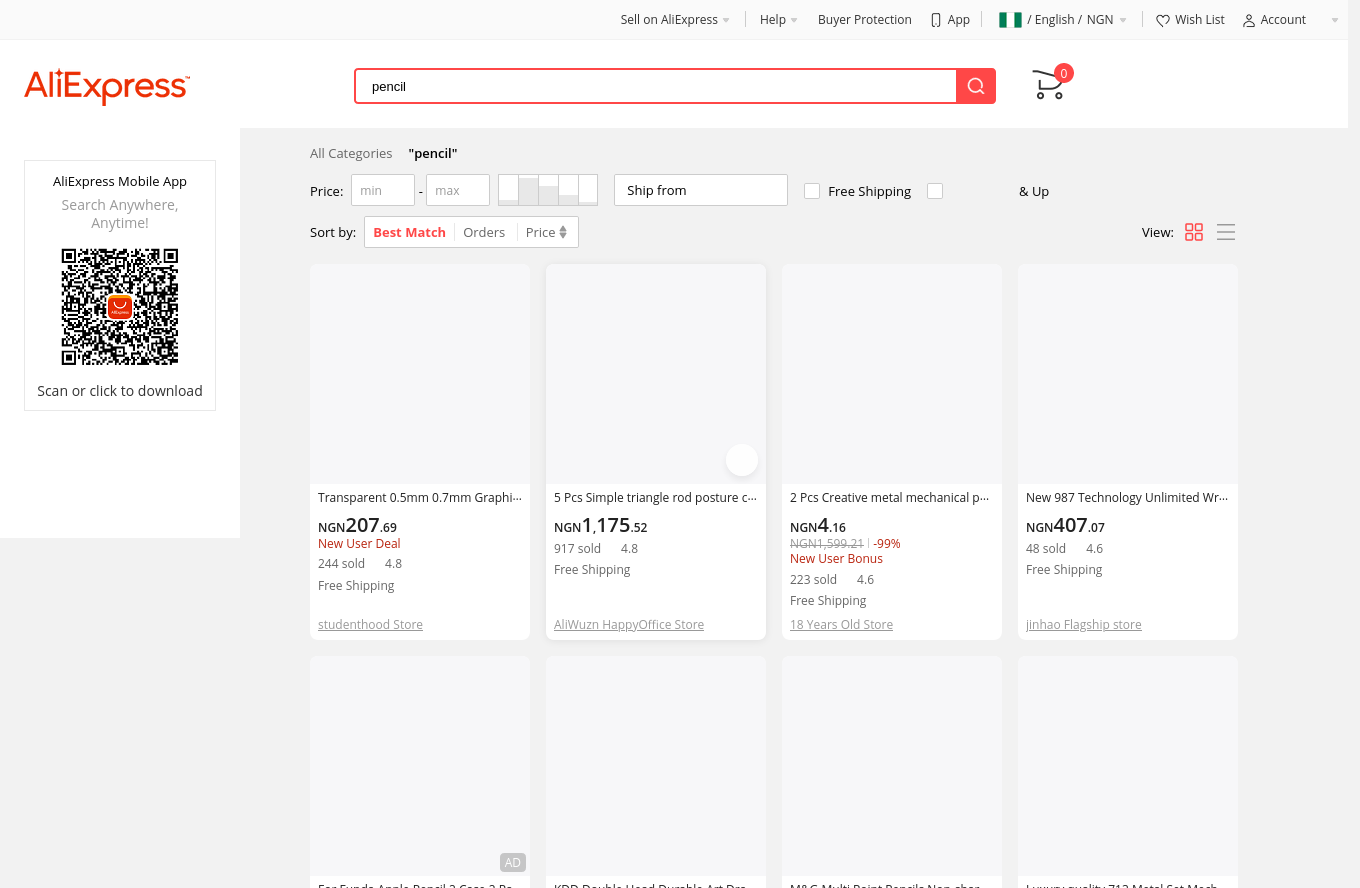 Sell on AliExpress
Help
Buyer Protection
App
/ English / NGN
Wish List
Account
AliExpress™
pencil
0
AliExpress Mobile App
Search Anywhere,
Anytime!
AliExpress
Scan or click to download
All Categories
"pencil"
Price:
min
-
max
Ship from
Free Shipping
& Up
Sort by:
Best Match
Orders
Price
View:
Transparent 0.5mm 0.7mm Graphi...
NGN207.69
New User Deal
244 sold 4.8
Free Shipping
studenthood Store
5 Pcs Simple triangle rod posture c...
NGN1,175.52
917 sold 4.8
Free Shipping
AliWuzn HappyOffice Store
2 Pcs Creative metal mechanical p...
NGN4.16
NGN1,599.21 -99%
New User Bonus
223 sold 4.6
Free Shipping
18 Years Old Store
New 987 Technology Unlimited Wr...
NGN407.07
48 sold 4.6
Free Shipping
jinhao Flagship store
AD